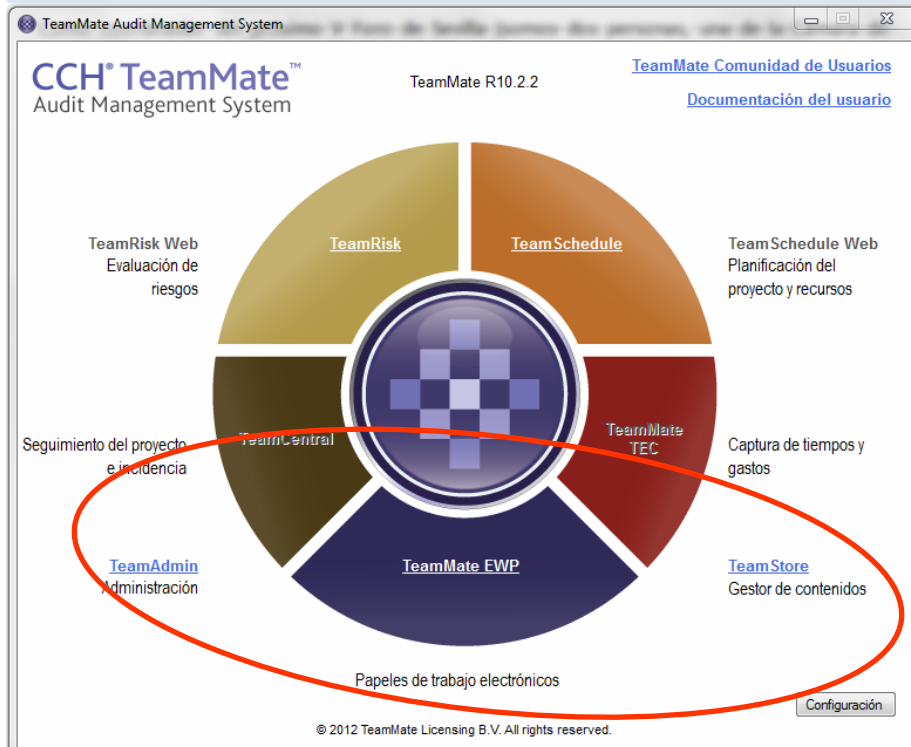 TeamMate Audit Management System
CCH® TeamMate™
Audit Management System
TeamMate R10.2.2
TeamMate Comunidad de Usuarios
Documentación del usuario
TeamRisk
TeamSchedule
TeamRisk Web
Evaluación de
riesgos
TeamSchedule Web
Planificación del
proyecto y recursos
TeamCentral
TeamMate
TEC
Seguimiento del proyecto
e incidencia
Captura de tiempos y
gastos
TeamAdmin
Administración
TeamMate EWP
TeamStore
Gestor de contenidos
Papeles de trabajo electrónicos
Configuración
© 2012 TeamMate Licensing B.V. All rights reserved.